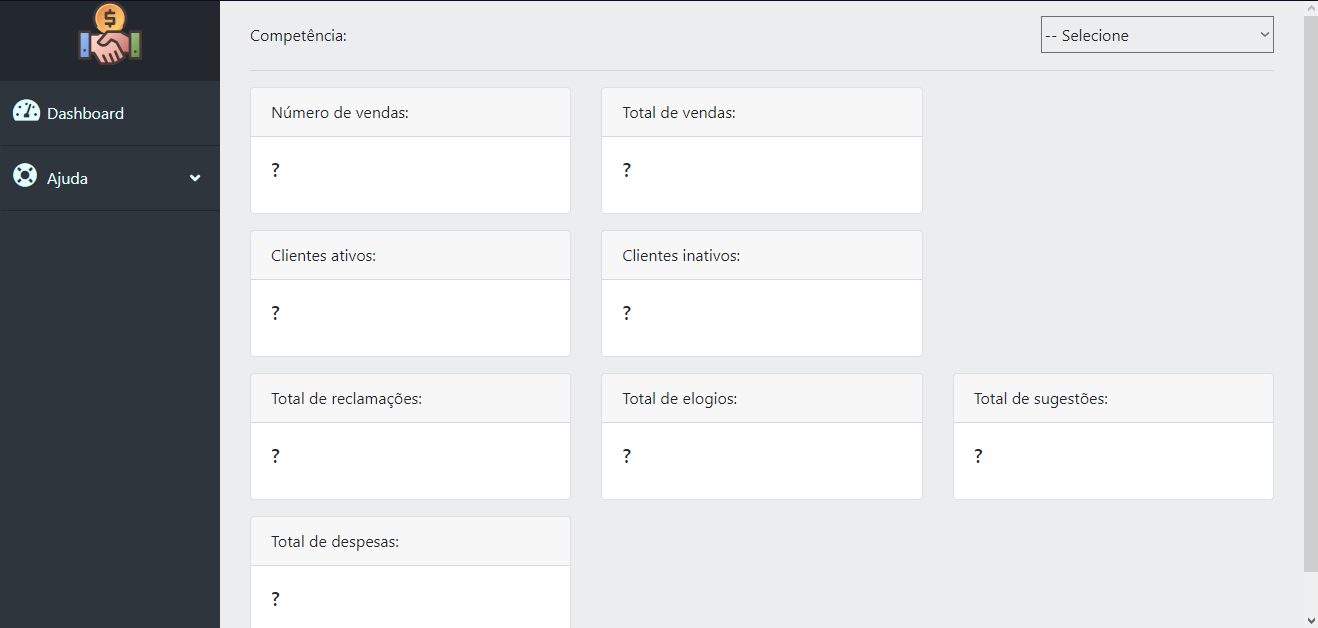 $
Competência:
-- Selecione
Dashboard
Ajuda
Número de vendas:
?
Total de vendas:
?
Clientes ativos:
?
Clientes inativos:
?
Total de reclamações:
?
Total de elogios:
?
Total de sugestões:
?
Total de despesas:
?